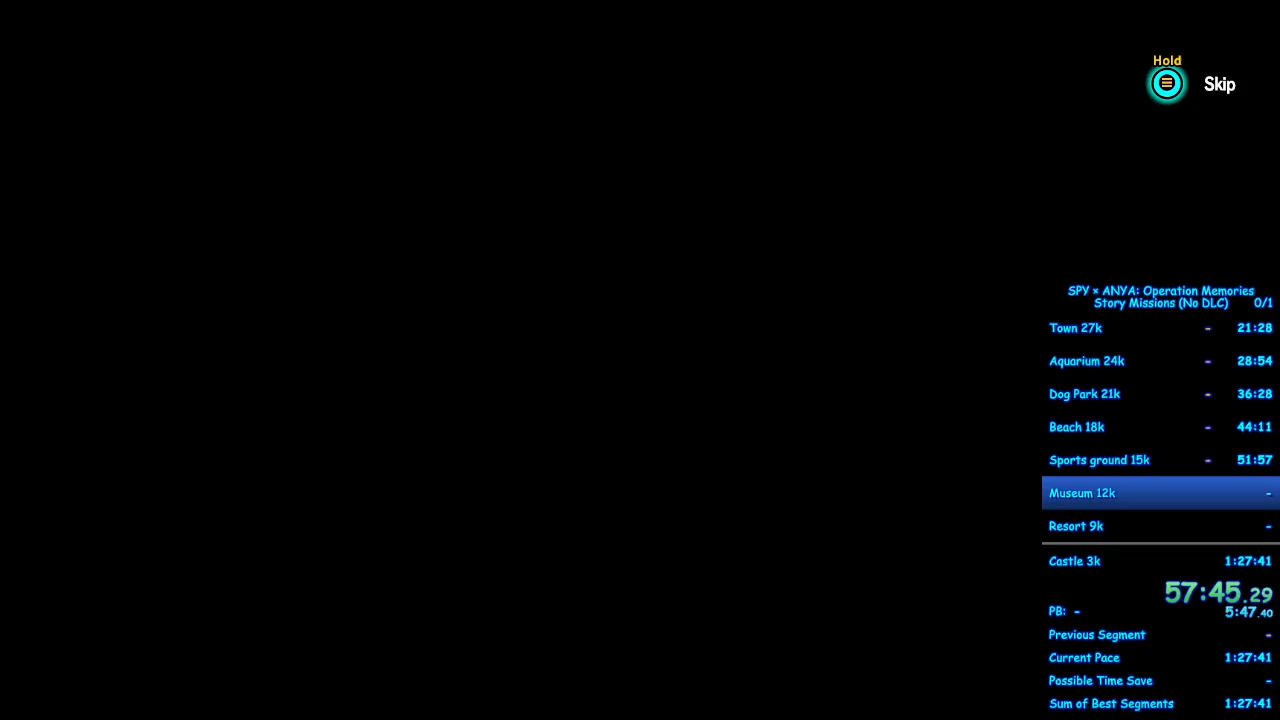 Hold
Skip
SPY × ANYA: Operation Memories
Story Missions (No DLC) 0/1
Town 27k - 21:28
Aquarium 24k - 28:54
Dog Park 21k - 36:28
Beach 18k - 44:11
Sports ground 15k - 51:57
Museum 12k -
Resort 9k -
Castle 3k 1:27:41
57:45.29
PB: - 5:47.40
Previous Segment -
Current Pace 1:27:41
Possible Time Save -
Sum of Best Segments 1:27:41